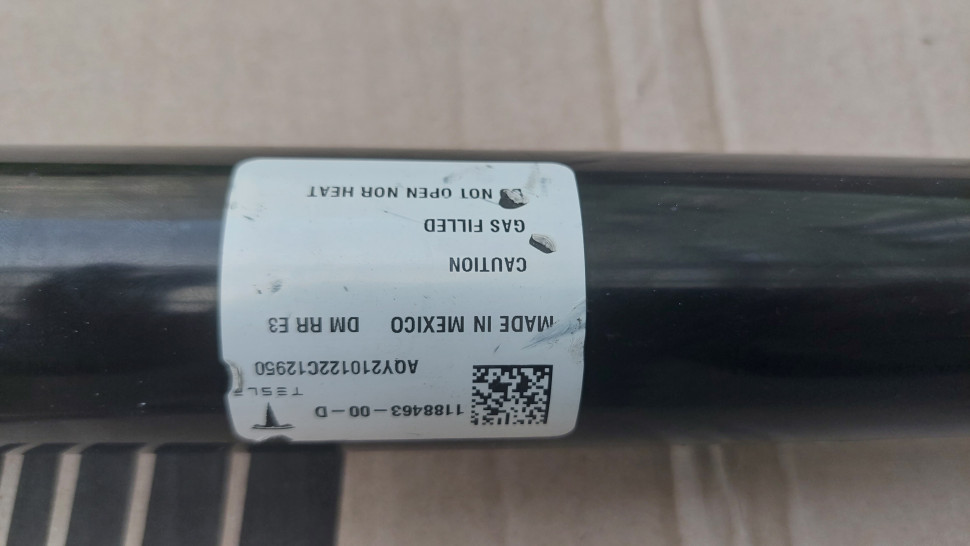 1188463-00-D
TESLA
AQY210122C12950
MADE IN MEXICO DM RR E3
CAUTION
GAS FILLED
DO NOT OPEN NOR HEAT